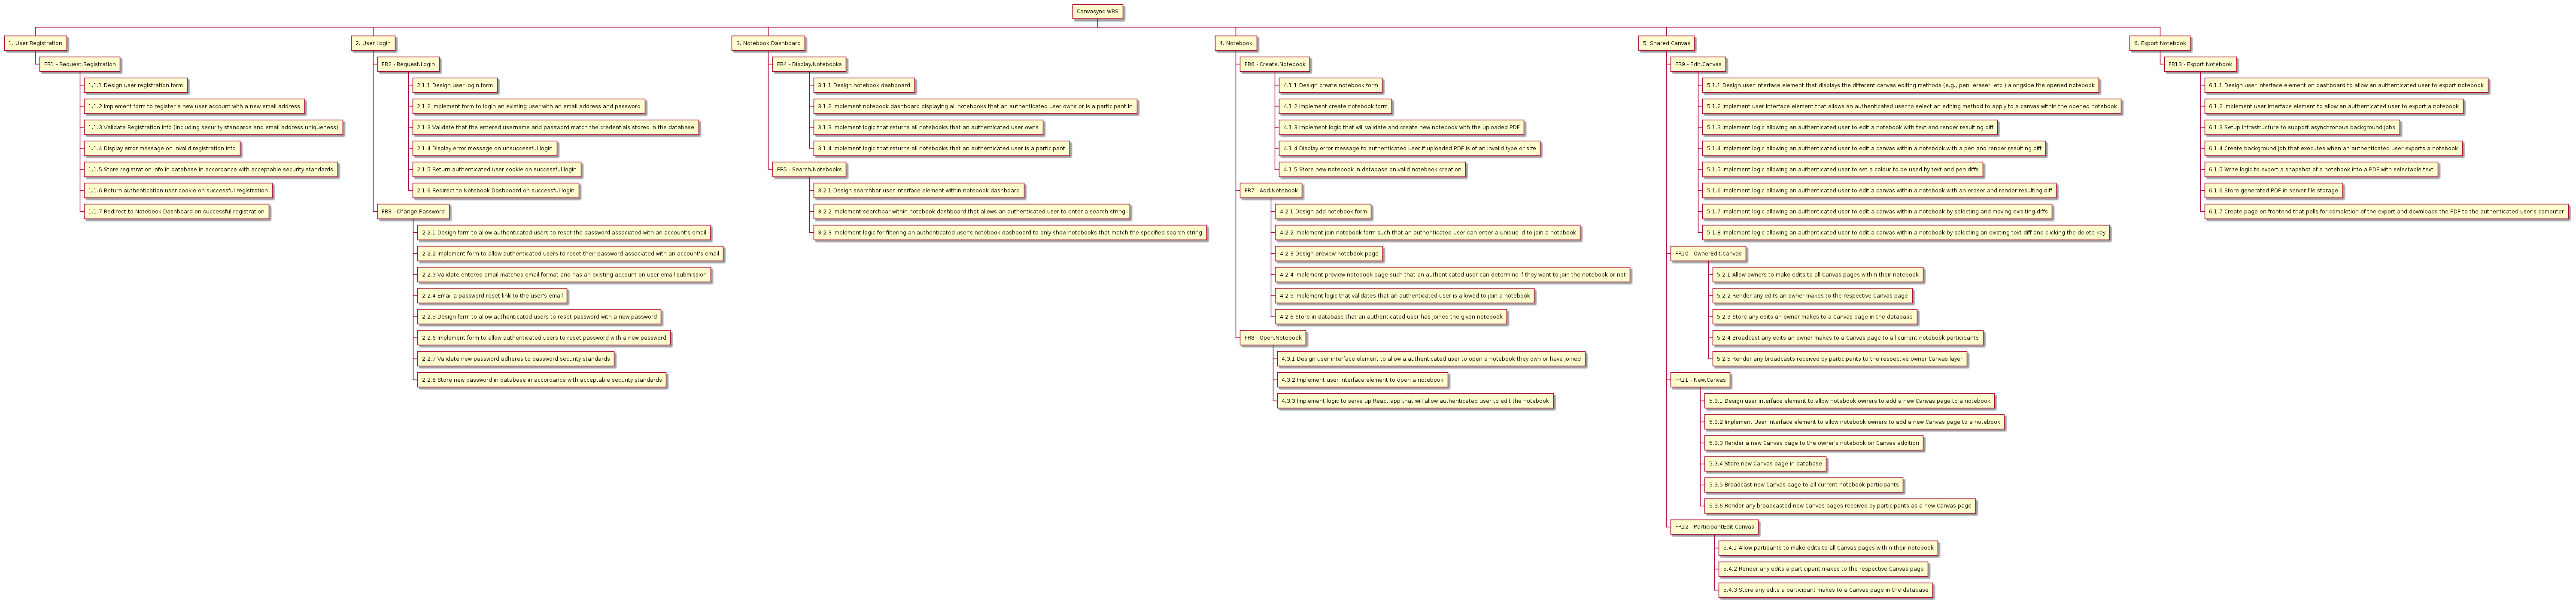 Canvasync WBS
1. User Registration
FR1 - Request.Registration
1.1.1 Design user registration form
1.1.2 Implement form to register a new user account with a new email address
1.1.3 Validate Registration Info (including security standards and email address uniqueness)
1.1.4 Display error message on invalid registration info
1.1.5 Store registration info in database in accordance with acceptable security standards
1.1.6 Return authentication user cookie on successful registration
1.1.7 Redirect to Notebook Dashboard on successful registration
2. User Login
FR2 - Request.Login
2.1.1 Design user login form
2.1.2 Implement form to login an existing user with an email address and password
2.1.3 Validate that the entered username and password match the credentials stored in the database
2.1.4 Display error message on unsuccessful login
2.1.5 Return authenticated user cookie on successful login
2.1.6 Redirect to Notebook Dashboard on successful login
FR3 - Change.Password
2.2.1 Design form to allow authenticated users to reset the password associated with an account's email
2.2.2 Implement form to allow authenticated users to reset their password associated with an account's email
2.2.3 Validate entered email matches email format and has an existing account on user email submission
2.2.4 Email a password reset link to the user's email
2.2.5 Design form to allow authenticated users to reset password with a new password
2.2.6 Implement form to allow authenticated users to reset password with a new password
2.2.7 Validate new password adheres to password security standards
2.2.8 Store new password in database in accordance with acceptable security standards
3. Notebook Dashboard
FR4 - Display.Notebooks
3.1.1 Design notebook dashboard
3.1.2 Implement notebook dashboard displaying all notebooks that an authenticated user owns or is a participant in
3.1.3 Implement logic that returns all notebooks that an authenticated user owns
3.1.4 Implement logic that returns all notebooks that an authenticated user is a participant
FR5 - Search.Notebooks
3.2.1 Design searchbar user interface element within notebook dashboard
3.2.2 Implement searchbar within notebook dashboard that allows an authenticated user to enter a search string
3.2.3 Implement logic for filtering an authenticated user's notebook dashboard to only show notebooks that match the specified search string
4. Notebook
FR6 - Create.Notebook
4.1.1 Design create notebook form
4.1.2 Implement create notebook form
4.1.3 Implement logic that will validate and create new notebook with the uploaded PDF
4.1.4 Display error message to authenticated user if uploaded PDF is of an invalid type or size
4.1.5 Store new notebook in database on valid notebook creation
FR7 - Add.Notebook
4.2.1 Design add notebook form
4.2.2 Implement join notebook form such that an authenticated user can enter a unique id to join a notebook
4.2.3 Design preview notebook page
4.2.4 Implement preview notebook page such that an authenticated user can determine if they want to join the notebook or not
4.2.5 Implement logic that validates that an authenticated user is allowed to join a notebook
4.2.6 Store in database that an authenticated user has joined the given notebook
FR8 - Open.Notebook
4.3.1 Design user interface element to allow a authenticated user to open a notebook they own or have joined
4.3.2 Implement user interface element to open a notebook
4.3.3 Implement logic to serve up React app that will allow authenticated user to edit the notebook
5. Shared Canvas
FR9 - Edit.Canvas
5.1.1 Design user interface element that displays the different canvas editing methods (e.g., pen, eraser, etc.) alongside the opened notebook
5.1.2 Implement user interface element that allows an authenticated user to select an editing method to apply to a canvas within the opened notebook
5.1.3 Implement logic allowing an authenticated user to edit a notebook with text and render resulting diff
5.1.4 Implement logic allowing an authenticated user to edit a canvas within a notebook with a pen and render resulting diff
5.1.5 Implement logic allowing an authenticated user to set a colour to be used by text and pen diffs
5.1.6 Implement logic allowing an authenticated user to edit a canvas within a notebook with an eraser and render resulting diff
5.1.7 Implement logic allowing an authenticated user to edit a canvas within a notebook by selecting and moving exisiting diffs
5.1.8 Implement logic allowing an authenticated user to edit a canvas within a notebook by selecting an existing text diff and clicking the delete key
FR10 - OwnerEdit.Canvas
5.2.1 Allow owners to make edits to all Canvas pages within their notebook
5.2.2 Render any edits an owner makes to the respective Canvas page
5.2.3 Store any edits an owner makes to a Canvas page in the database
5.2.4 Broadcast any edits an owner makes to a Canvas page to all current notebook participants
5.2.5 Render any broadcasts received by participants to the respective owner Canvas layer
FR11 - New.Canvas
5.3.1 Design user interface element to allow notebook owners to add a new Canvas page to a notebook
5.3.2 Implement User Interface element to allow notebook owners to add a new Canvas page to a notebook
5.3.3 Render a new Canvas page to the owner's notebook on Canvas addition
5.3.4 Store new Canvas page in database
5.3.5 Broadcast new Canvas page to all current notebook participants
5.3.6 Render any broadcasted new Canvas pages received by participants as a new Canvas page
FR12 - ParticipantEdit.Canvas
5.4.1 Allow partipants to make edits to all Canvas pages within their notebook
5.4.2 Render any edits a participant makes to the respective Canvas page
5.4.3 Store any edits a participant makes to a Canvas page in the database
6. Export Notebook
FR13 - Export.Notebook
6.1.1 Design user interface element on dashboard to allow an authenticated user to export notebook
6.1.2 Implement user interface element to allow an authenticated user to export a notebook
6.1.3 Setup infrastructure to support asynchronous background jobs
6.1.4 Create background job that executes when an authenticated user exports a notebook
6.1.5 Write logic to export a snapshot of a notebook into a PDF with selectable text
6.1.6 Store generated PDF in server file storage
6.1.7 Create page on frontend that polls for completion of the export and downloads the PDF to the authenticated user's computer